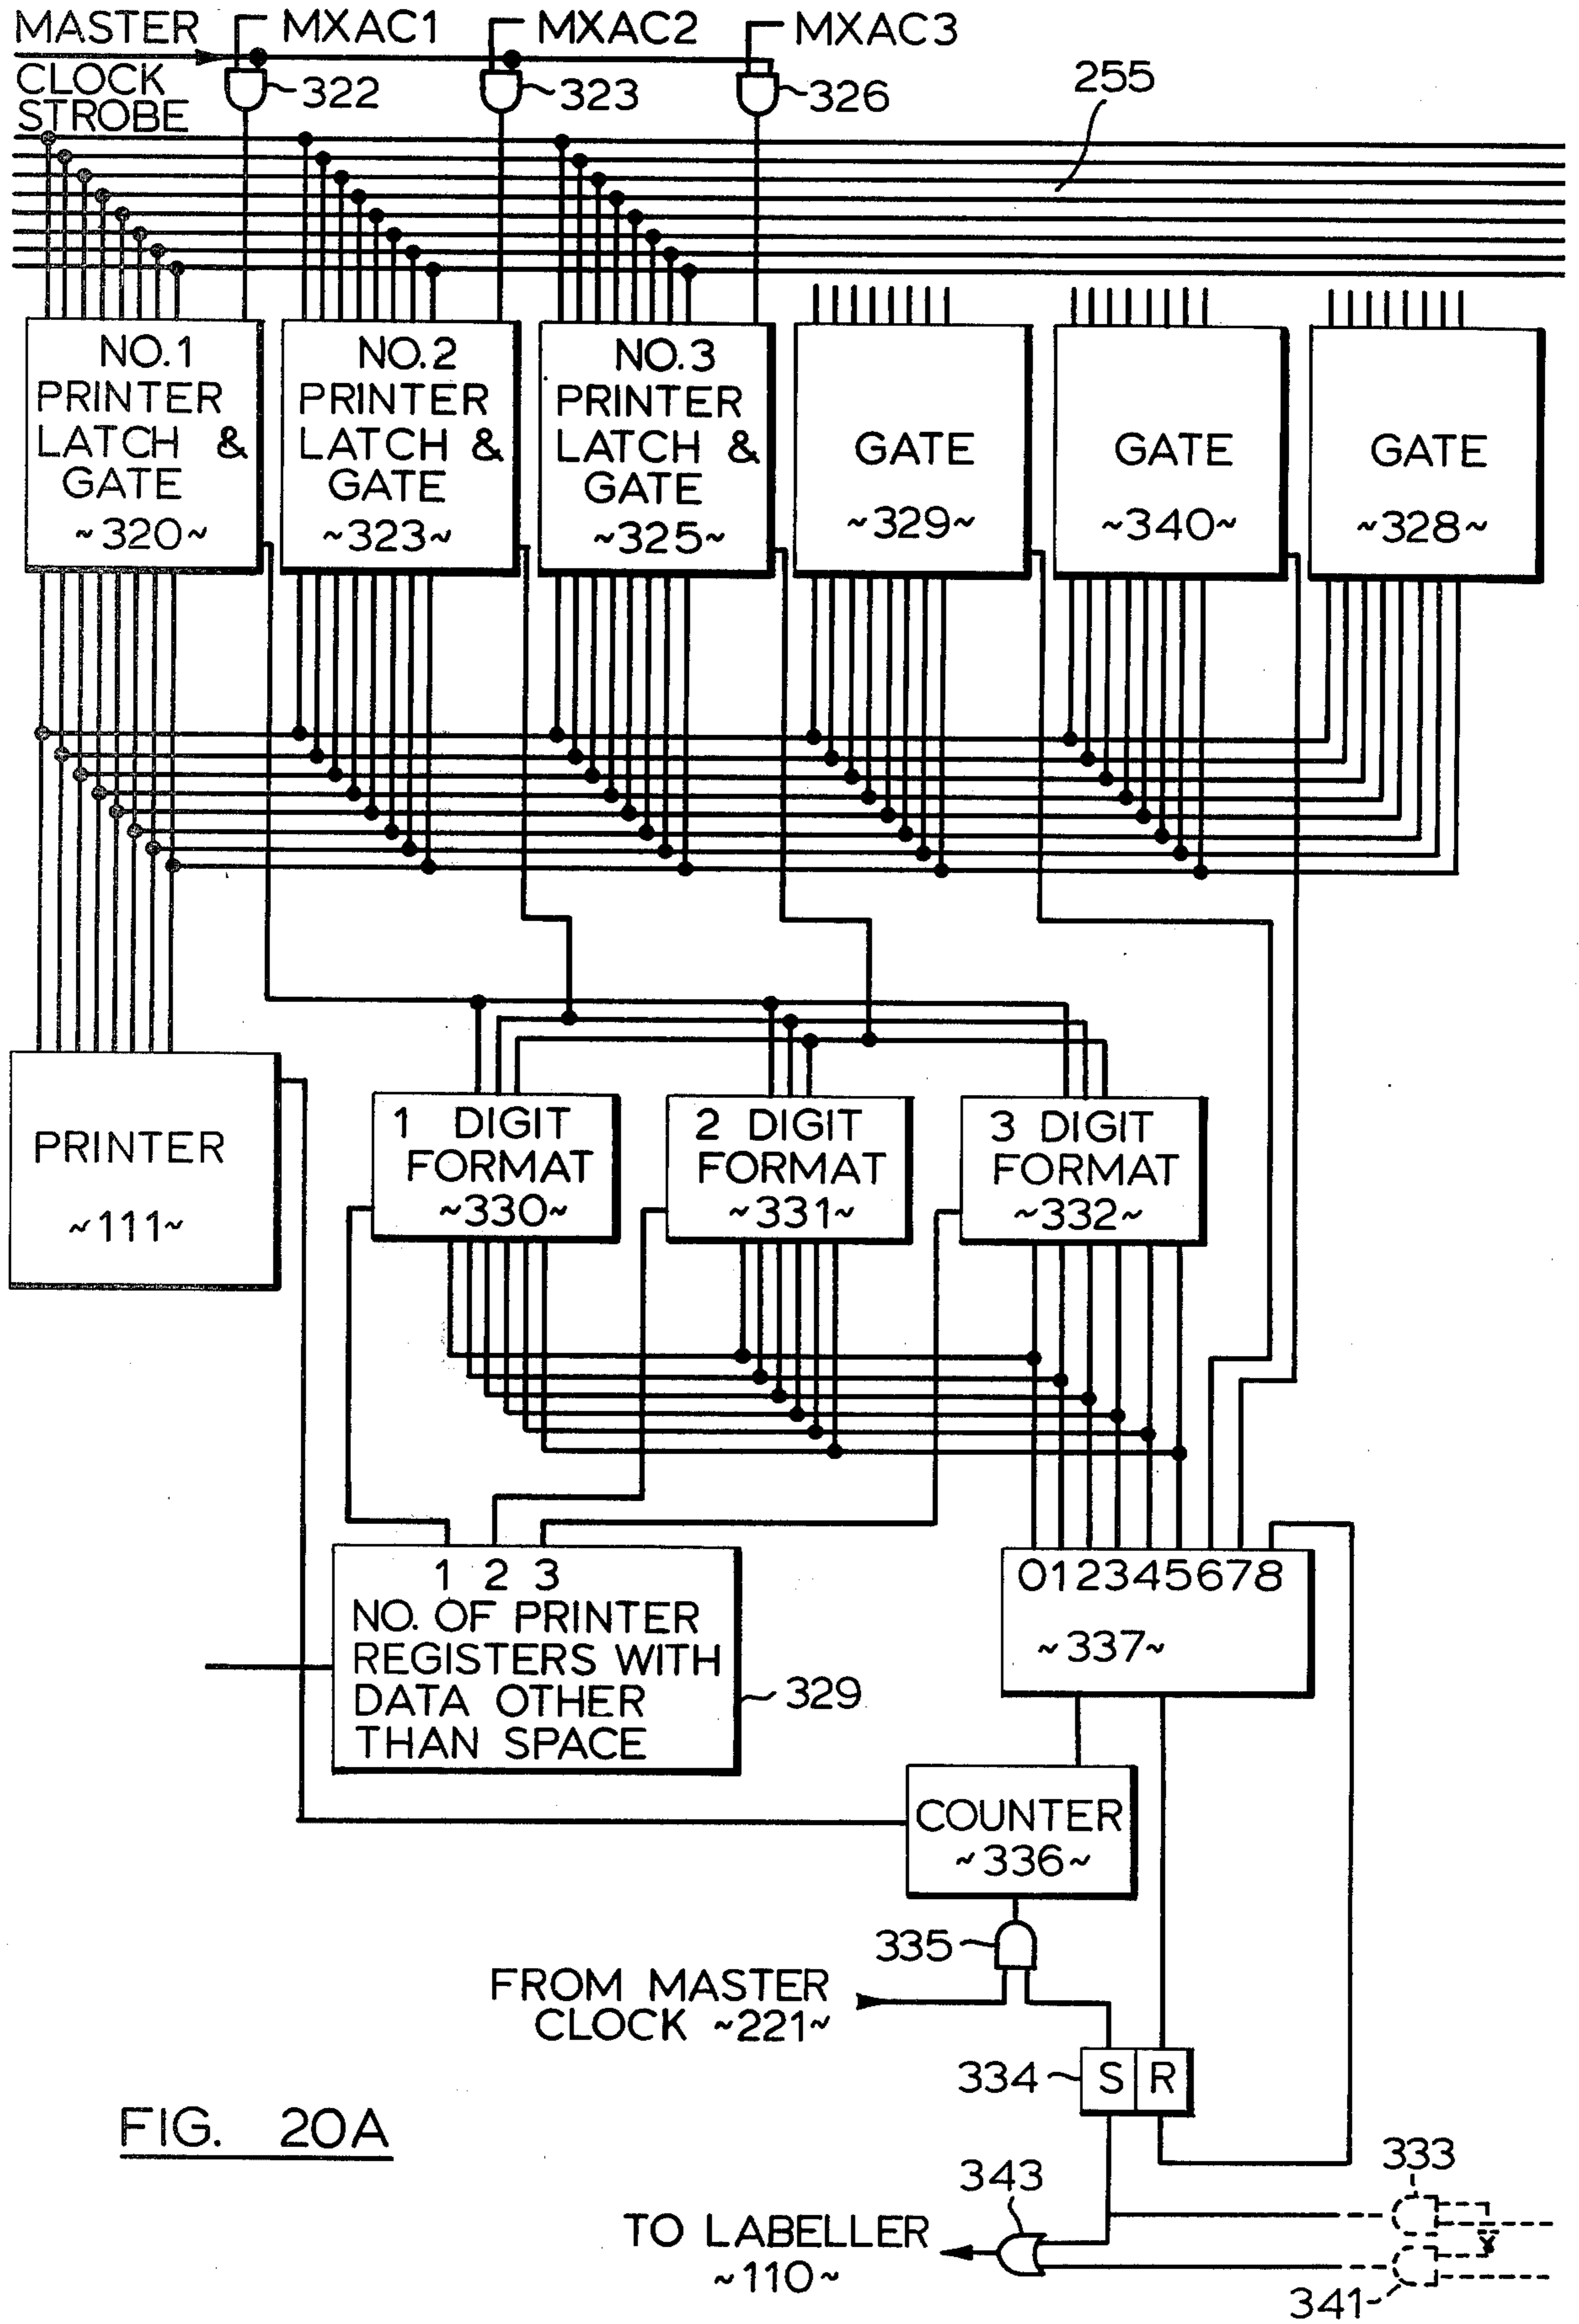 MASTER
CLOCK
STROBE
MXAC1
MXAC2
MXAC3
322
323
326
255
NO.1
PRINTER
LATCH &
GATE
~320~
NO.2
PRINTER
LATCH &
GATE
~323~
NO.3
PRINTER
LATCH &
GATE
~325~
GATE
~329~
GATE
~340~
GATE
~328~
PRINTER
~111~
1 DIGIT
FORMAT
~330~
2 DIGIT
FORMAT
~331~
3 DIGIT
FORMAT
~332~
1 2 3
NO. OF PRINTER
REGISTERS WITH
DATA OTHER
THAN SPACE
329
012345678
~337~
COUNTER
~336~
335
FROM MASTER
CLOCK ~221~
334
S R
FIG. 20A
343
333
TO LABELLER
~110~
341